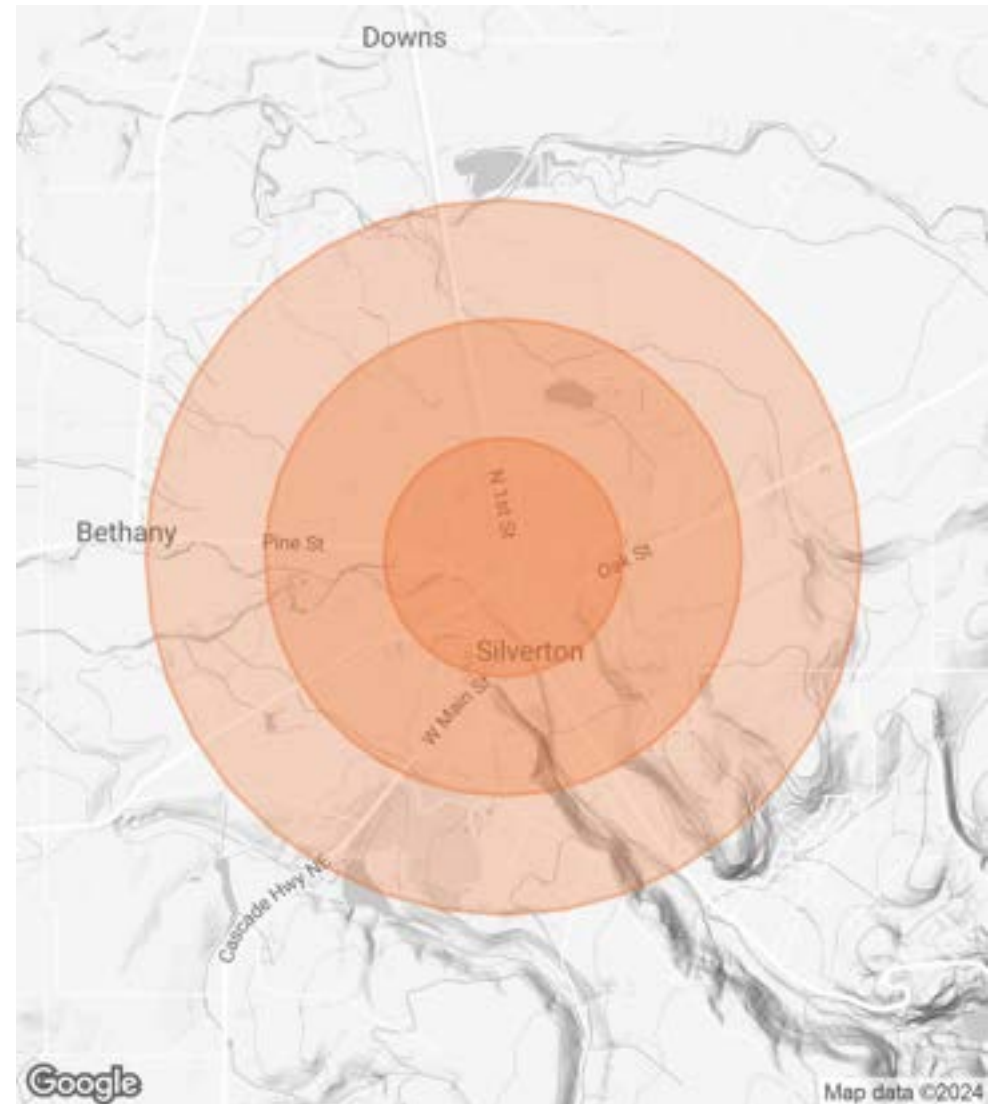 Downs
N 1st St
Bethany
Pine St
Oak St
Silverton
W Main St
Cascade Hwy NE
Google
Map data ©2024